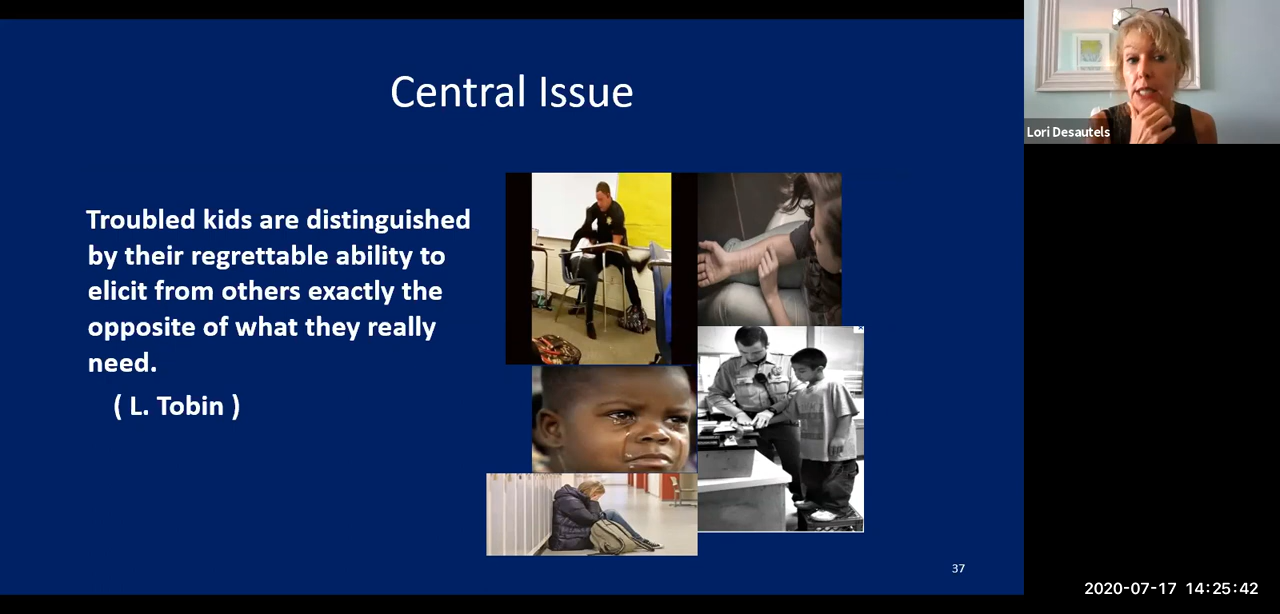 Central Issue
Troubled kids are distinguished
by their regrettable ability to
elicit from others exactly the
opposite of what they really
need.
( L. Tobin )
37
Lori Desautels
2020-07-17 14:25:42